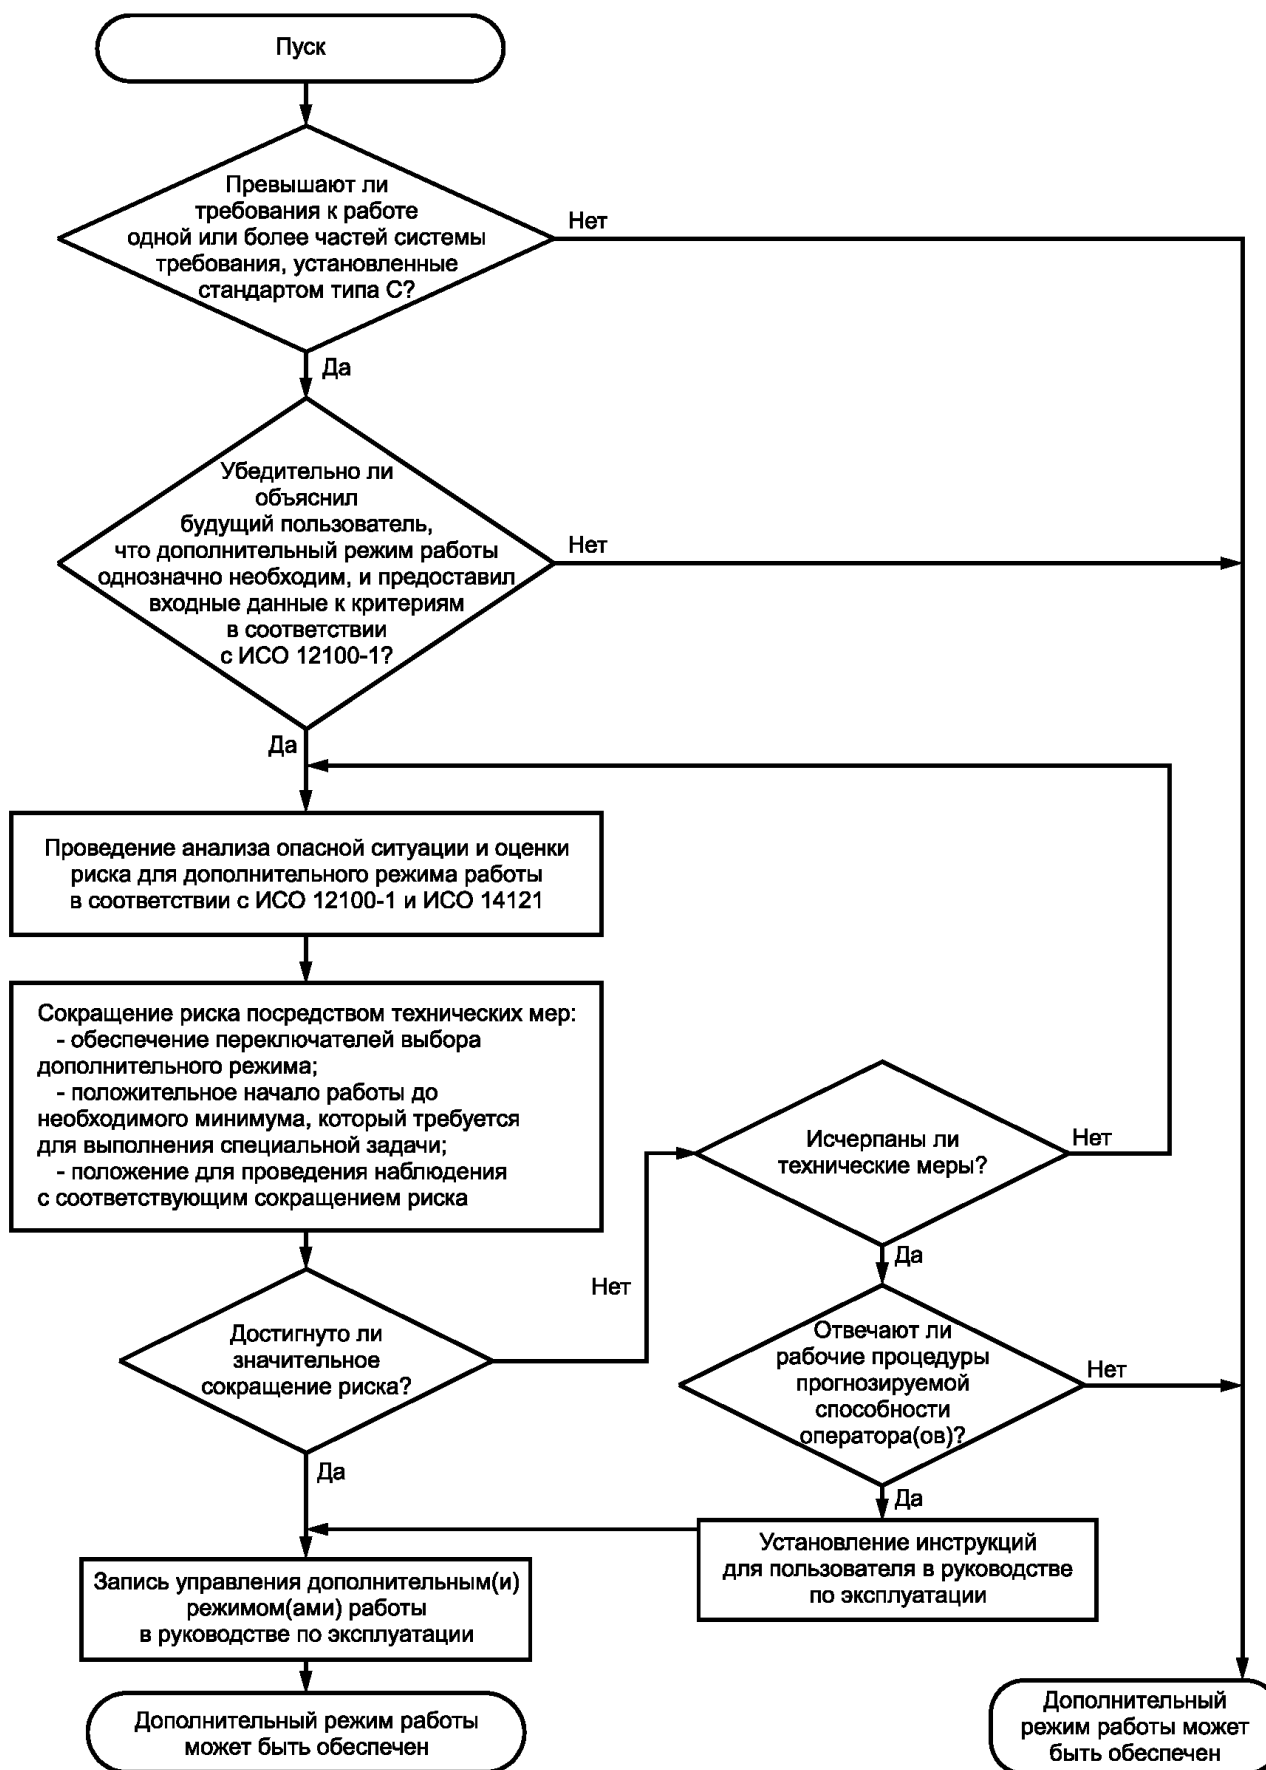 Пуск
Превышают ли
требования к работе
одной или более частей системы
требования, установленные
стандартом типа С?
Нет
Да
Убедительно ли
объяснил
будущий пользователь,
что дополнительный режим работы
однозначно необходим, и предоставил
входные данные к критериям
в соответствии
с ИСО 12100-1?
Нет
Да
Проведение анализа опасной ситуации и оценки
риска для дополнительного режима работы
в соответствии с ИСО 12100-1 и ИСО 14121
Сокращение риска посредством технических мер:
- обеспечение переключателей выбора
дополнительного режима;
- положительное начало работы до
необходимого минимума, который требуется
для выполнения специальной задачи;
- положение для проведения наблюдения
с соответствующим сокращением риска
Исчерпаны ли
технические меры?
Нет
Да
Достигнуто ли
значительное
сокращение риска?
Нет
Да
Отвечают ли
рабочие процедуры
прогнозируемой
способности
оператора(ов)?
Нет
Да
Установление инструкций
для пользователя в руководстве
по эксплуатации
Запись управления дополнительным(и)
режимом(ами) работы
в руководстве по эксплуатации
Дополнительный режим работы
может быть обеспечен
Дополнительный
режим работы может
быть обеспечен